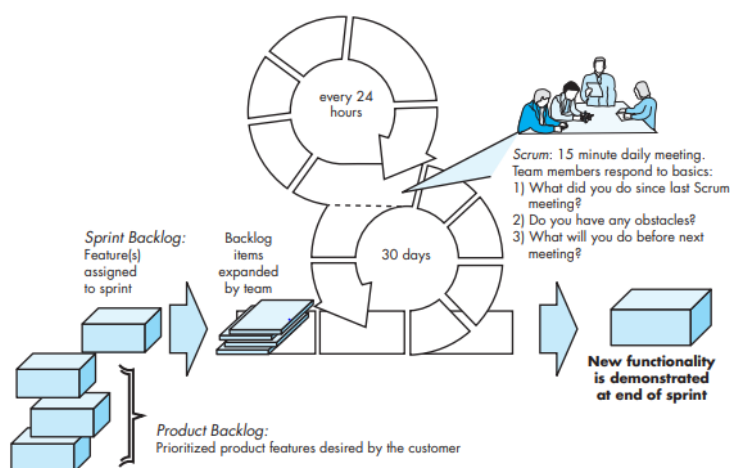 every 24
hours
Scrum: 15 minute daily meeting.
Team members respond to basics:
1) What did you do since last Scrum
meeting?
2) Do you have any obstacles?
3) What will you do before next
meeting?
Sprint Backlog:
Feature(s)
assigned
to sprint
Backlog
items
expanded
by team
30 days
New functionality
is demonstrated
at end of sprint
Product Backlog:
Prioritized product features desired by the customer